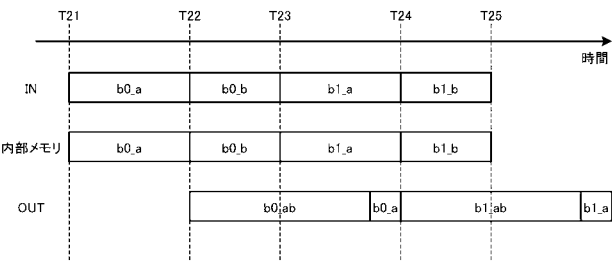 T21 T22 T23 T24 T25
時間
IN b0_a b0_b b1_a b1_b
内部メモリ b0_a b0_b b1_a b1_b
OUT b0_ab b0_a b1_ab b1_a